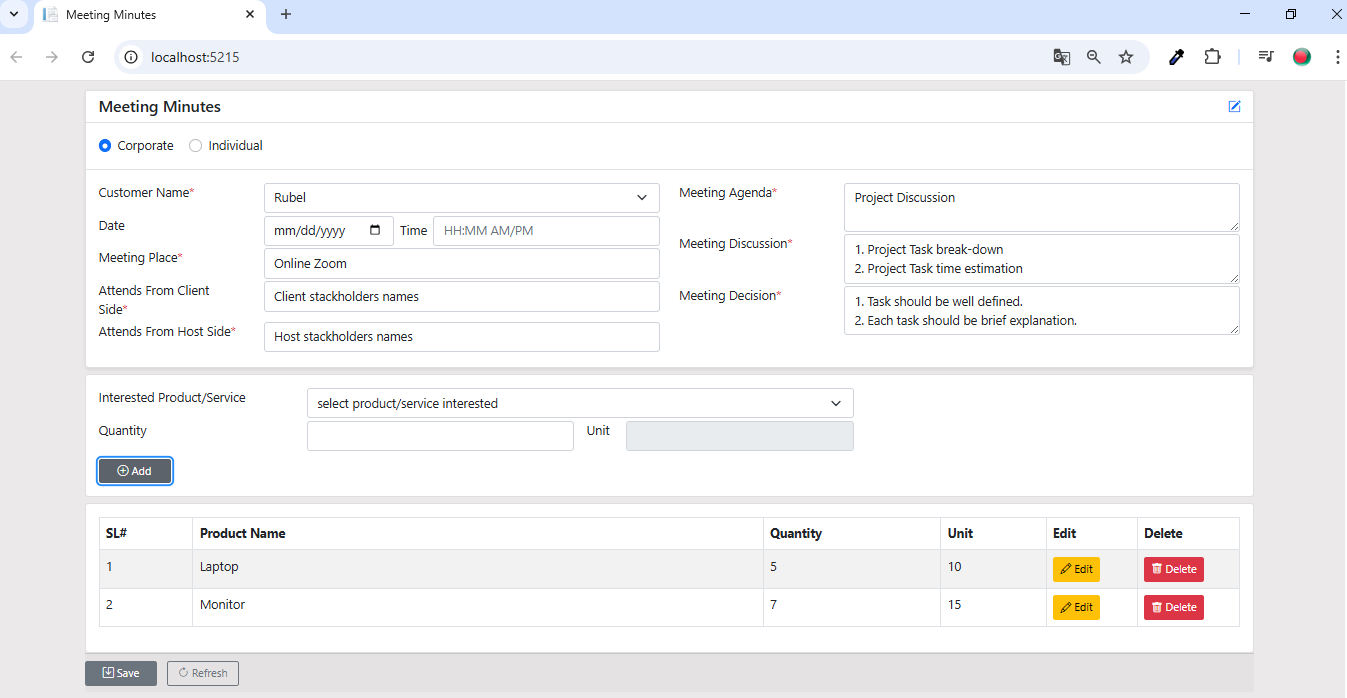 Meeting Minutes
localhost:5215
Meeting Minutes
Corporate Individual
Customer Name* Rubel
Date mm/dd/yyyy Time HH:MM AM/PM
Meeting Place* Online Zoom
Attends From Client
Side* Client stackholders names
Attends From Host Side* Host stackholders names
Meeting Agenda* Project Discussion
Meeting Discussion* 1. Project Task break-down
2. Project Task time estimation
Meeting Decision* 1. Task should be well defined.
2. Each task should be brief explanation.
Interested Product/Service select product/service interested
Quantity Unit
Add
SL# Product Name Quantity Unit Edit Delete
1 Laptop 5 10 Edit Delete
2 Monitor 7 15 Edit Delete
Save Refresh